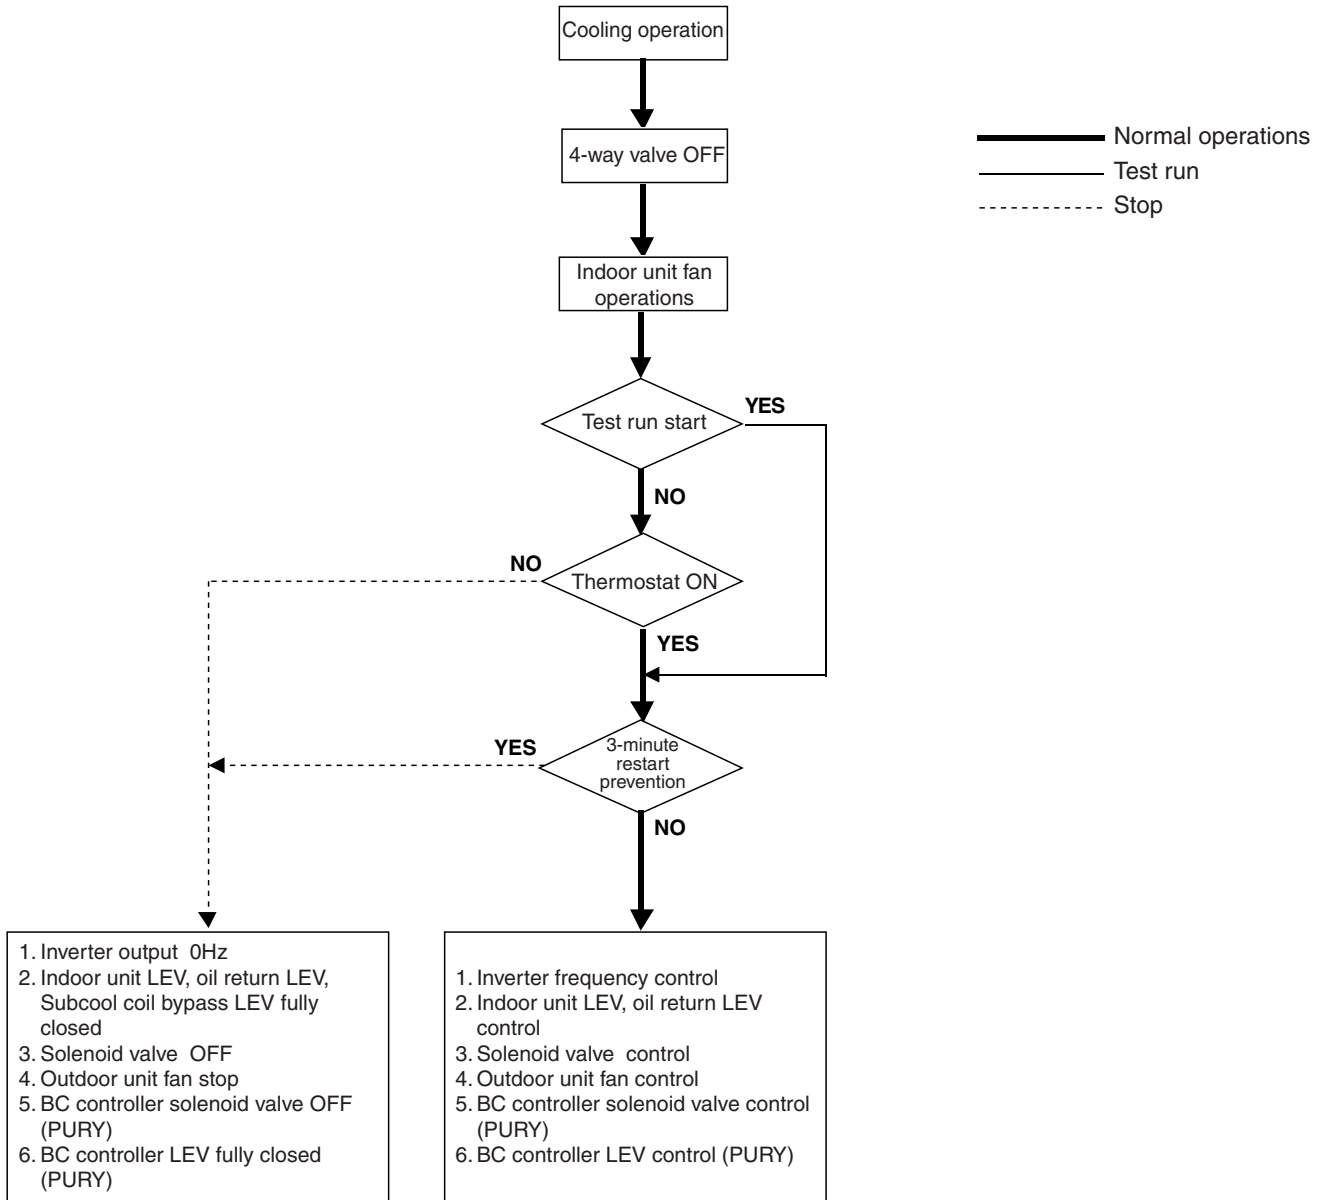 Cooling operation
Normal operations
4-way valve OFF
Test run
Stop
Indoor unit fan
operations
YES
Test run start
NO
NO
Thermostat ON
YES
YES
3-minute
restart
prevention
NO
1. Inverter output 0Hz
2. Indoor unit LEV, oil return LEV,
Subcool coil bypass LEV fully
closed
3. Solenoid valve OFF
4. Outdoor unit fan stop
5. BC controller solenoid valve OFF
(PURY)
6. BC controller LEV fully closed
(PURY)
1. Inverter frequency control
2. Indoor unit LEV, oil return LEV
control
3. Solenoid valve control
4. Outdoor unit fan control
5. BC controller solenoid valve control
(PURY)
6. BC controller LEV control (PURY)